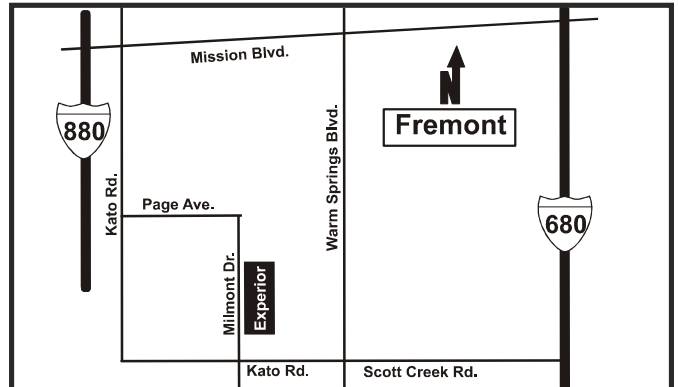 Mission Blvd.
N
Fremont
880
Kato Rd.
Warm Springs Blvd.
680
Page Ave.
Milmont Dr.
Experior
Kato Rd.
Scott Creek Rd.